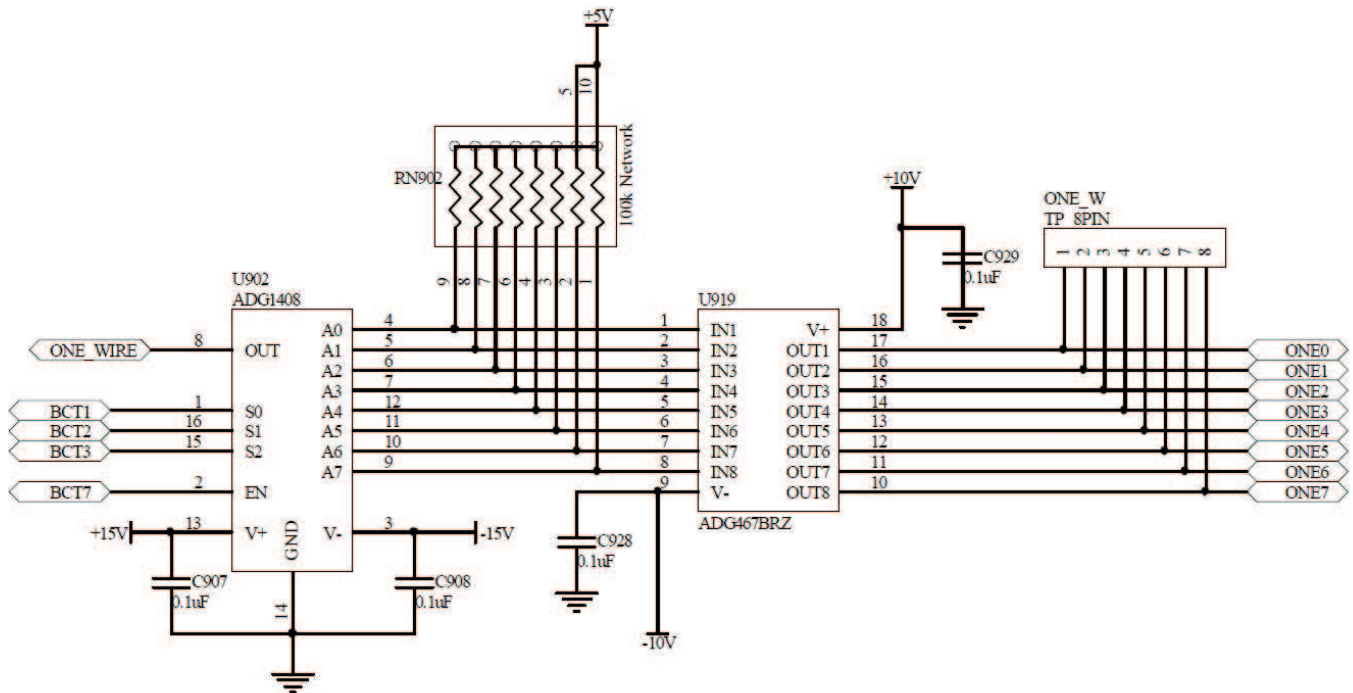 +5V
5
10
RN902
100k Network
9
8
7
6
4
3
2
1
+10V
C929
0.1uF
ONE_W
TP_8PIN
1
2
3
4
5
6
7
8
U902
ADG1408
ONE_WIRE 8 OUT
BCT1 1 S0
BCT2 16 S1
BCT3 15 S2
BCT7 2 EN
+15V 13 V+
GND
14
A0 4
A1 5
A2 6
A3 7
A4 12
A5 11
A6 10
A7 9
V- 3 -15V
C907
0.1uF
C908
0.1uF
U919
1 IN1
2 IN2
3 IN3
4 IN4
5 IN5
6 IN6
7 IN7
8 IN8
9 V-
V+ 18
OUT1 17 ONE0
OUT2 16 ONE1
OUT3 15 ONE2
OUT4 14 ONE3
OUT5 13 ONE4
OUT6 12 ONE5
OUT7 11 ONE6
OUT8 10 ONE7
ADG467BRZ
C928
0.1uF
-10V